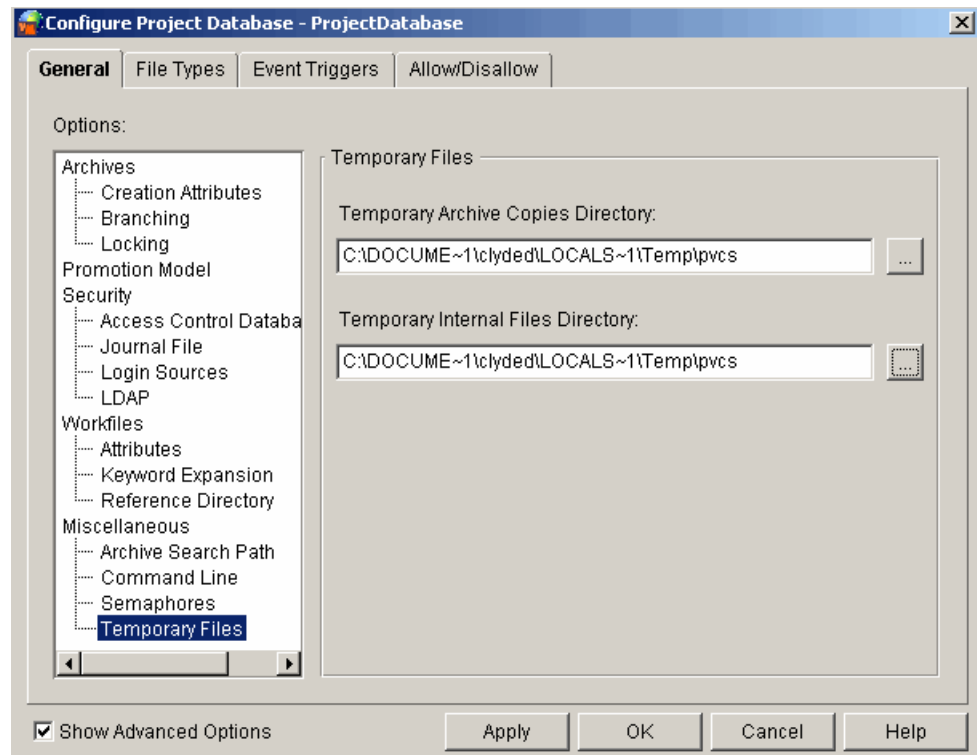 Configure Project Database - ProjectDatabase
General
File Types
Event Triggers
Allow/Disallow
Options:
Archives
Creation Attributes
Branching
Locking
Promotion Model
Security
Access Control Databa
Journal File
Login Sources
LDAP
Workfiles
Attributes
Keyword Expansion
Reference Directory
Miscellaneous
Archive Search Path
Command Line
Semaphores
Temporary Files
Temporary Files
Temporary Archive Copies Directory:
C:\DOCUME~1\clyded\LOCALS~1\Temp\pvcs
...
Temporary Internal Files Directory:
C:\DOCUME~1\clyded\LOCALS~1\Temp\pvcs
...
Show Advanced Options
Apply
OK
Cancel
Help